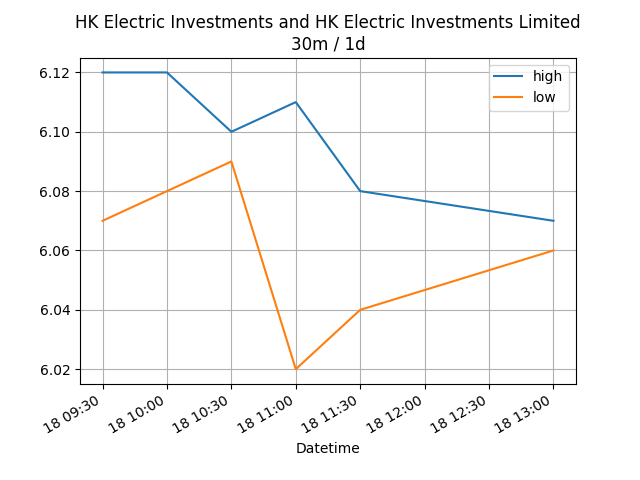 HK Electric Investments and HK Electric Investments Limited
30m / 1d
high
low
6.12
6.10
6.08
6.06
6.04
6.02
18 09:30
18 10:00
18 10:30
18 11:00
18 11:30
18 12:00
18 12:30
18 13:00
Datetime